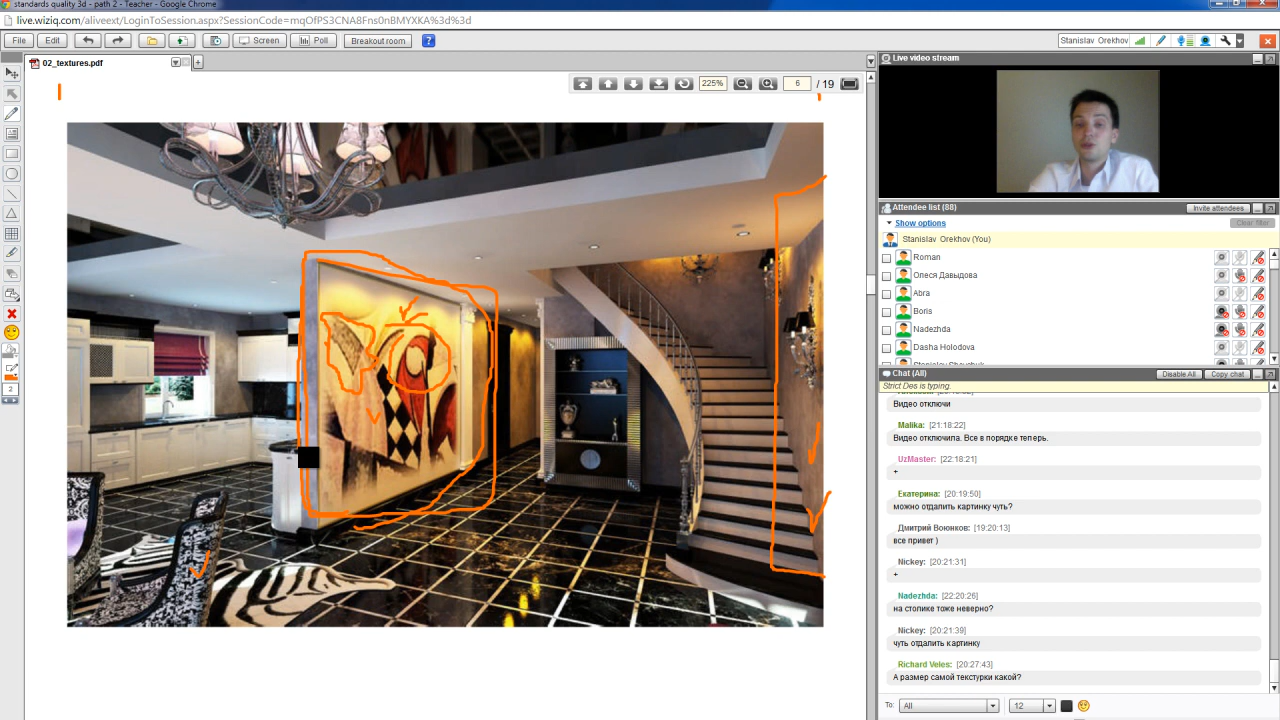 standards quality 3d - path 2 - Teacher - Google Chrome
live.wiziq.com/aliveext/LoginToSession.aspx?SessionCode=mqOfPS3CNA8Fns0nBMYXKA%3d%3d
File Edit Screen Poll Breakout room ? Stanislav Orekhov
02_textures.pdf
225% 6 / 19
2
Live video stream
Attendee list (88) Invite attendees
Show options Clear filter
Stanislav Orekhov (You)
Roman
Олеся Давыдова
Abra
Boris
Nadezhda
Dasha Holodova
Chat (All) Disable All Copy chat
Strict Des is typing.
Видео отключи
Malika: [21:18:22]
Видео отключила. Все в порядке теперь.
UzMaster: [22:18:21]
+
Екатерина: [20:19:50]
можно отдалить картинку чуть?
Дмитрий Воюнков: [19:20:13]
все привет )
Nickey: [20:21:31]
+
Nadezhda: [22:20:26]
на столике тоже неверно?
Nickey: [20:21:39]
чуть отдалить картинку
Richard Veles: [20:27:43]
А размер самой текстурки какой?
To: All 12